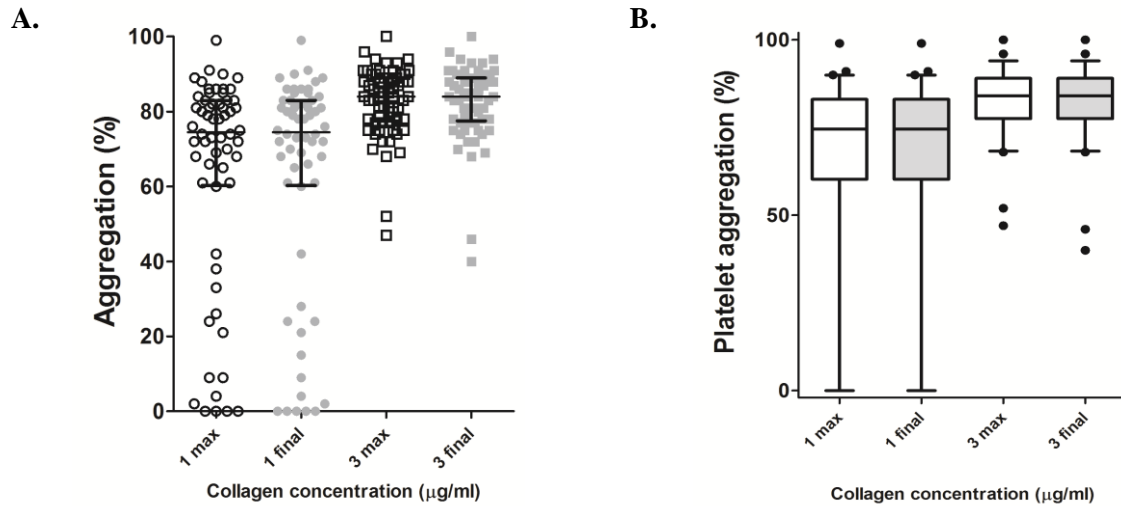 A.
B.
100
80
60
40
20
0
Aggregation (%)
1 max
1 final
3 max
3 final
Collagen concentration (μg/ml)
100
50
0
Platelet aggregation (%)
1 max
1 final
3 max
3 final
Collagen concentration (μg/ml)